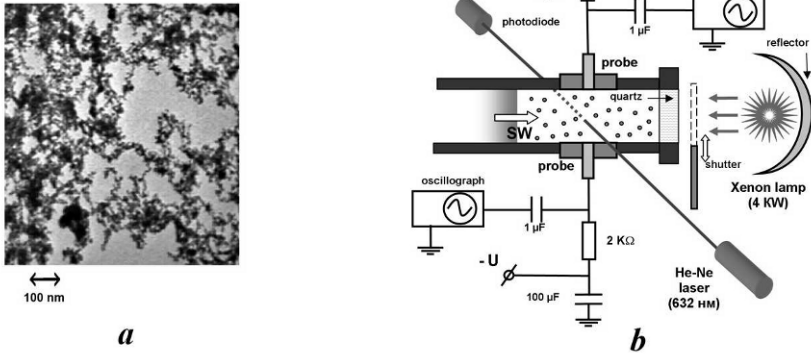 photodiode
1 µF
probe
reflector
quartz
SW
probe
shutter
oscillograph
Xenon lamp
(4 KW)
1 µF
2 KΩ
- U
He-Ne
laser
(632 нм)
100 µF
100 nm
a
b